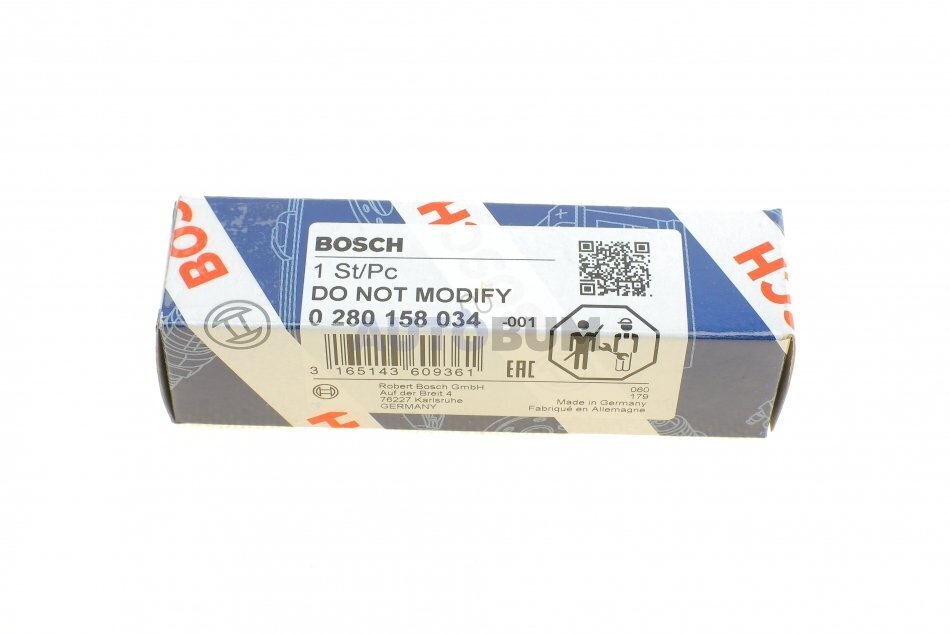 BOSCH
BOSCH
1 St/Pc
DO NOT MODIFY
0 280 158 034 -001
AUTOBUM
3 165143 609361
EAC
Robert Bosch GmbH
Auf der Breit 4
76227 Karlsruhe
GERMANY
060
179
Made in Germany
Fabriqué en Allemagne